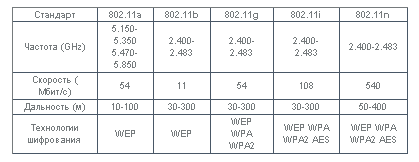 Стандарт 802.11a 802.11b 802.11g 802.11i 802.11n
Частота (GHz) 5.150-5.350 5.470-5.850 2.400-2.483 2.400-2.483 2.400-2.483 2.400-2.483
Скорость (Мбит/с) 54 11 54 108 540
Дальность (м) 10-100 30-300 30-300 30-300 50-400
Технологии шифрования WEP WEP WEP WPA WPA2 WEP WPA WPA2 AES WEP WPA WPA2 AES